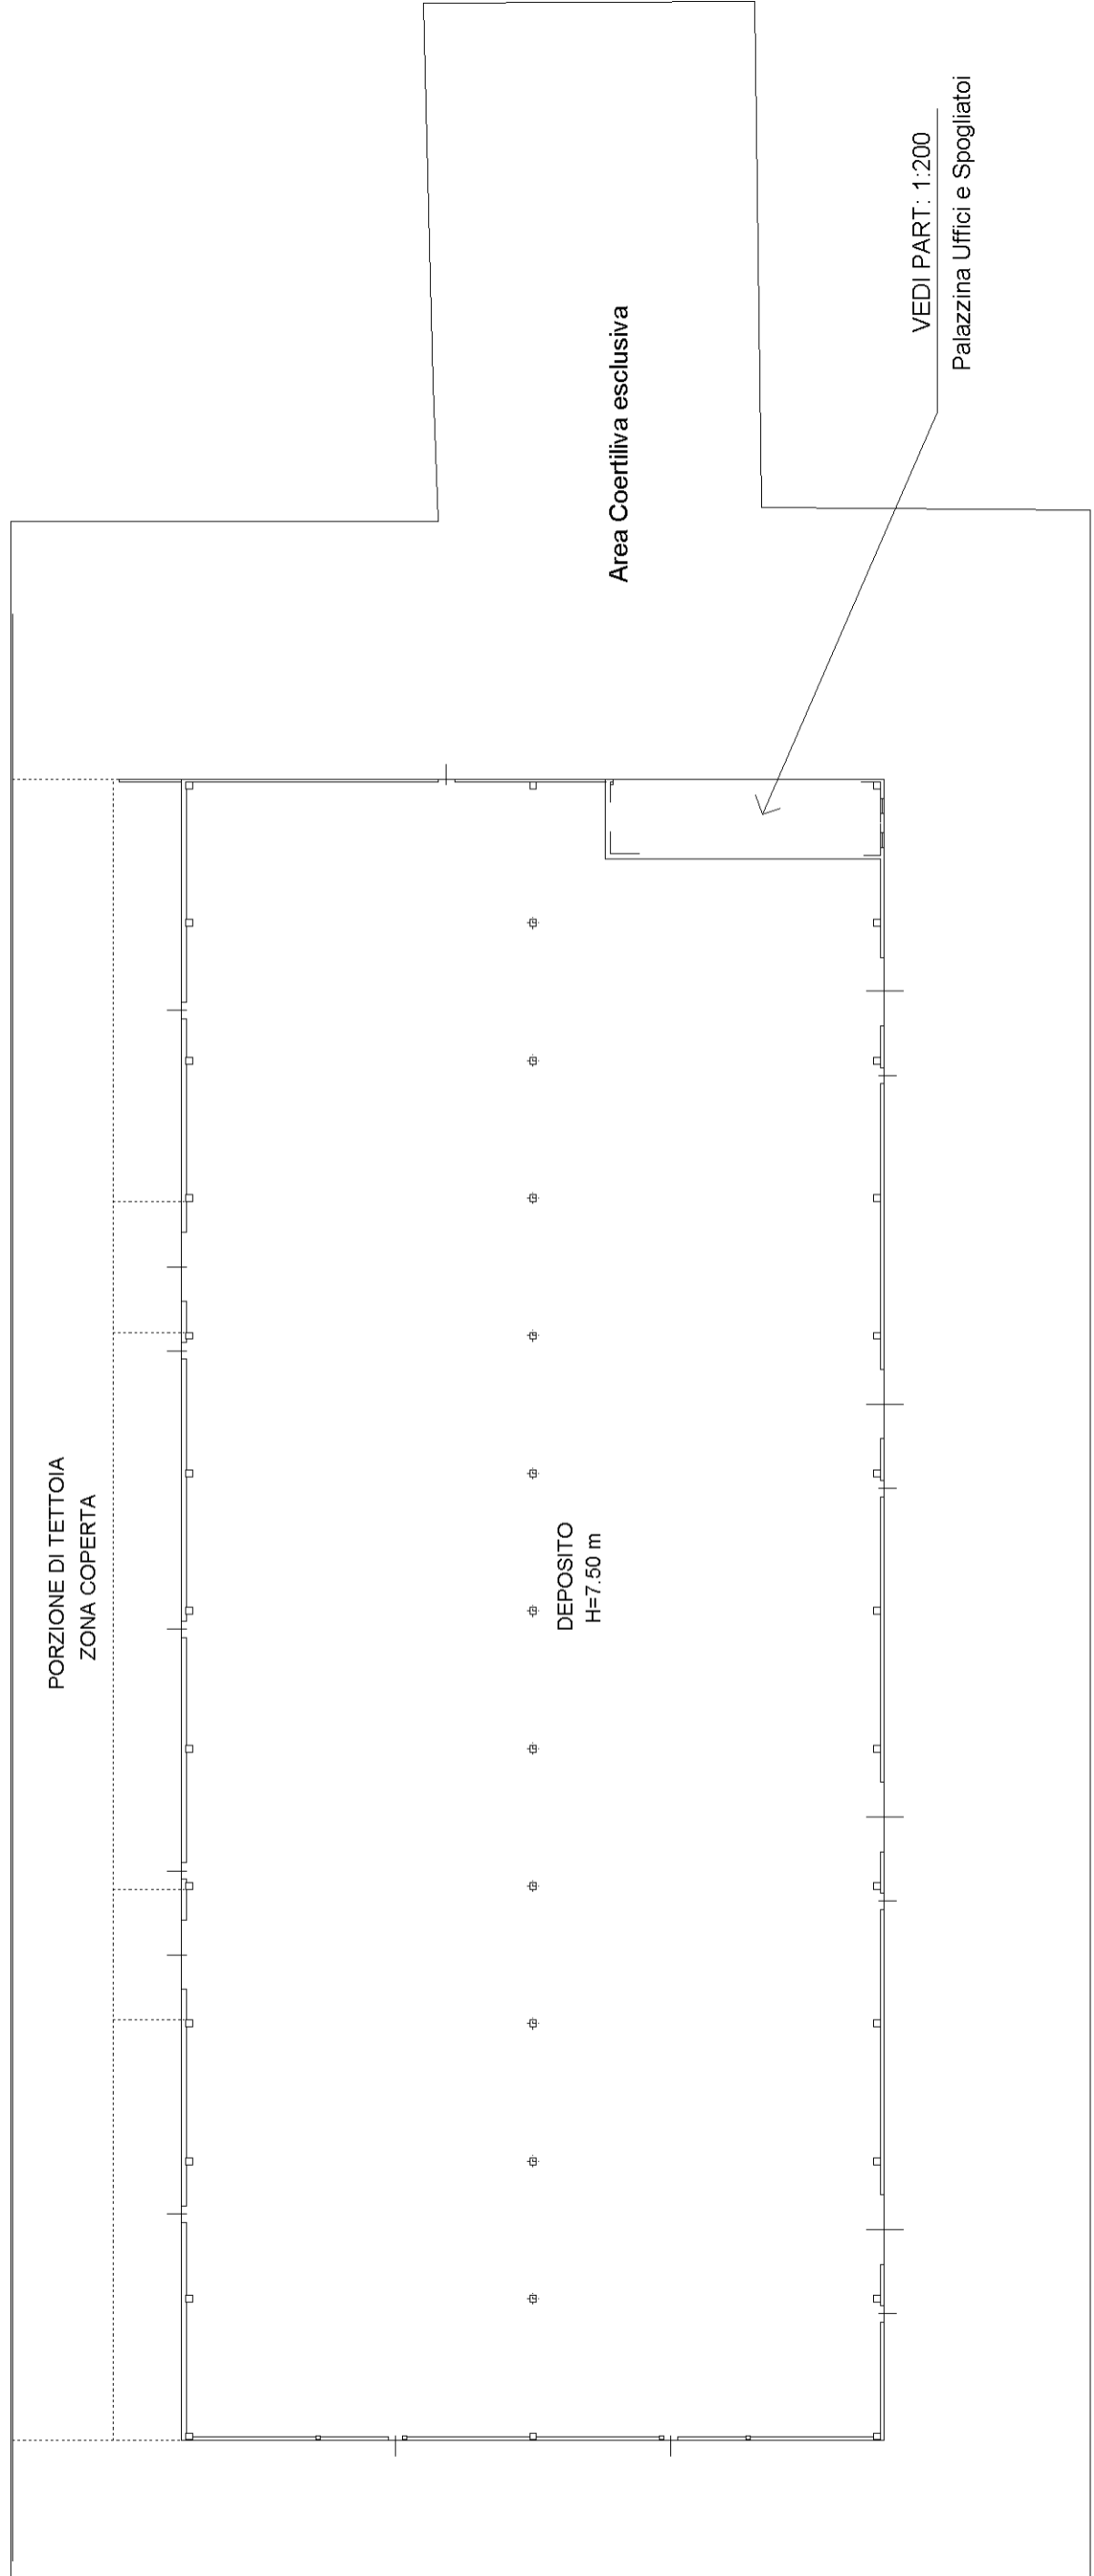 VEDI PART: 1:200
Palazzina Uffici e Spogliatoi
Area Coertiliva esclusiva
PORZIONE DI TETTOIA
ZONA COPERTA
DEPOSITO
H=7.50 m